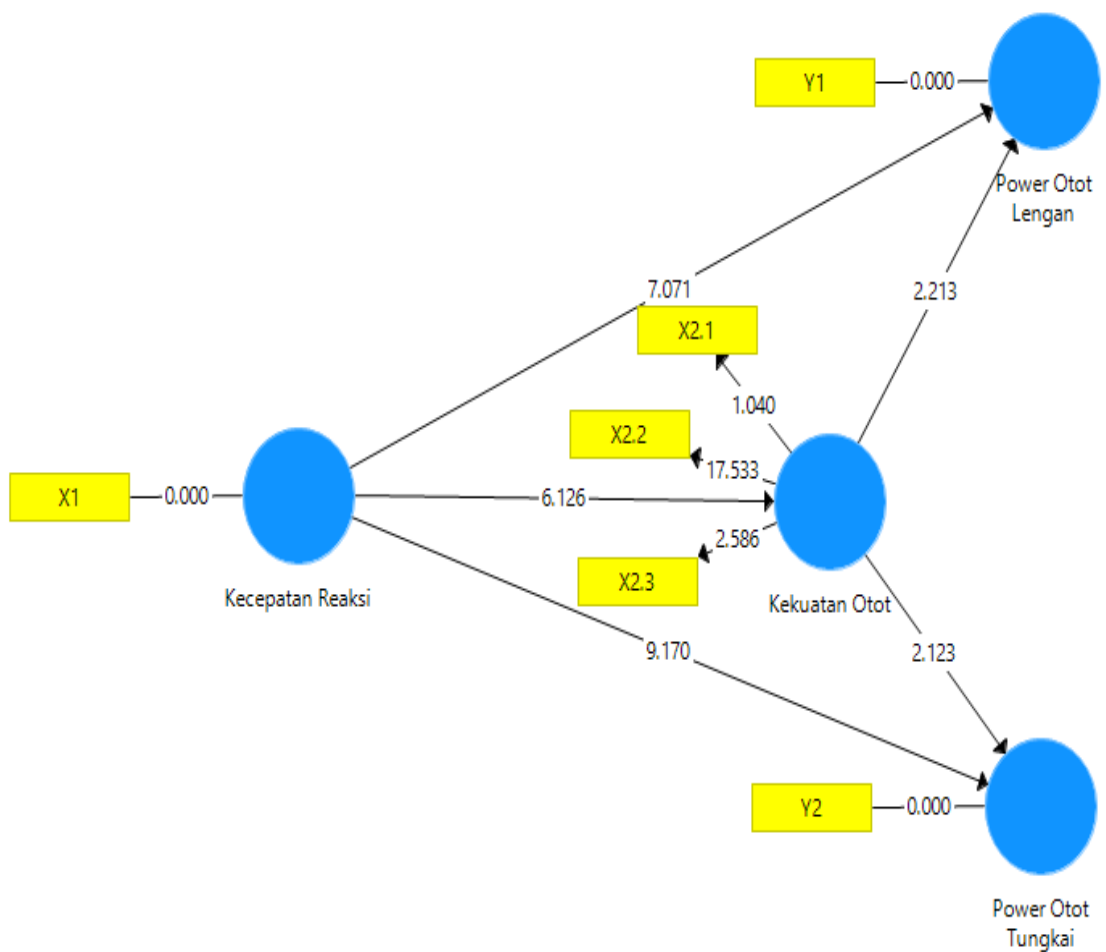 Y1
0.000
Power Otot
Lengan
7.071
2.213
X2.1
1.040
X2.2
17.533
X1
0.000
6.126
2.586
X2.3
Kecepatan Reaksi
Kekuatan Otot
9.170
2.123
Y2
0.000
Power Otot
Tungkai